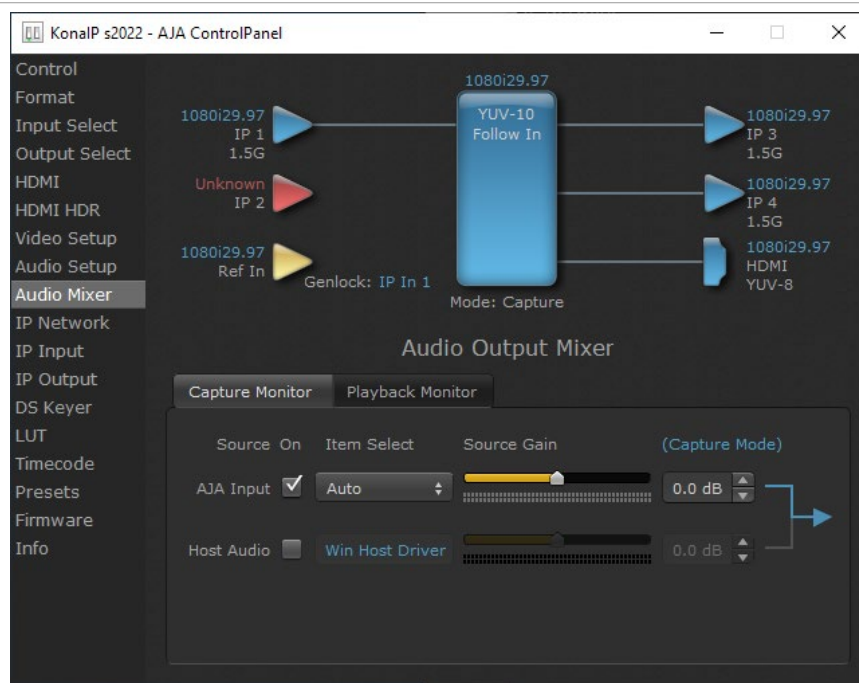 KonaIP s2022 - AJA ControlPanel
Control
Format
Input Select
Output Select
HDMI
HDMI HDR
Video Setup
Audio Setup
Audio Mixer
IP Network
IP Input
IP Output
DS Keyer
LUT
Timecode
Presets
Firmware
Info
1080i29.97
IP 1
1.5G
Unknown
IP 2
1080i29.97
Ref In
Genlock: IP In 1
1080i29.97
YUV-10
Follow In
Mode: Capture
1080i29.97
IP 3
1.5G
1080i29.97
IP 4
1.5G
1080i29.97
HDMI
YUV-8
Audio Output Mixer
Capture Monitor Playback Monitor
Source On Item Select Source Gain (Capture Mode)
AJA Input Auto 0.0 dB
Host Audio Win Host Driver 0.0 dB